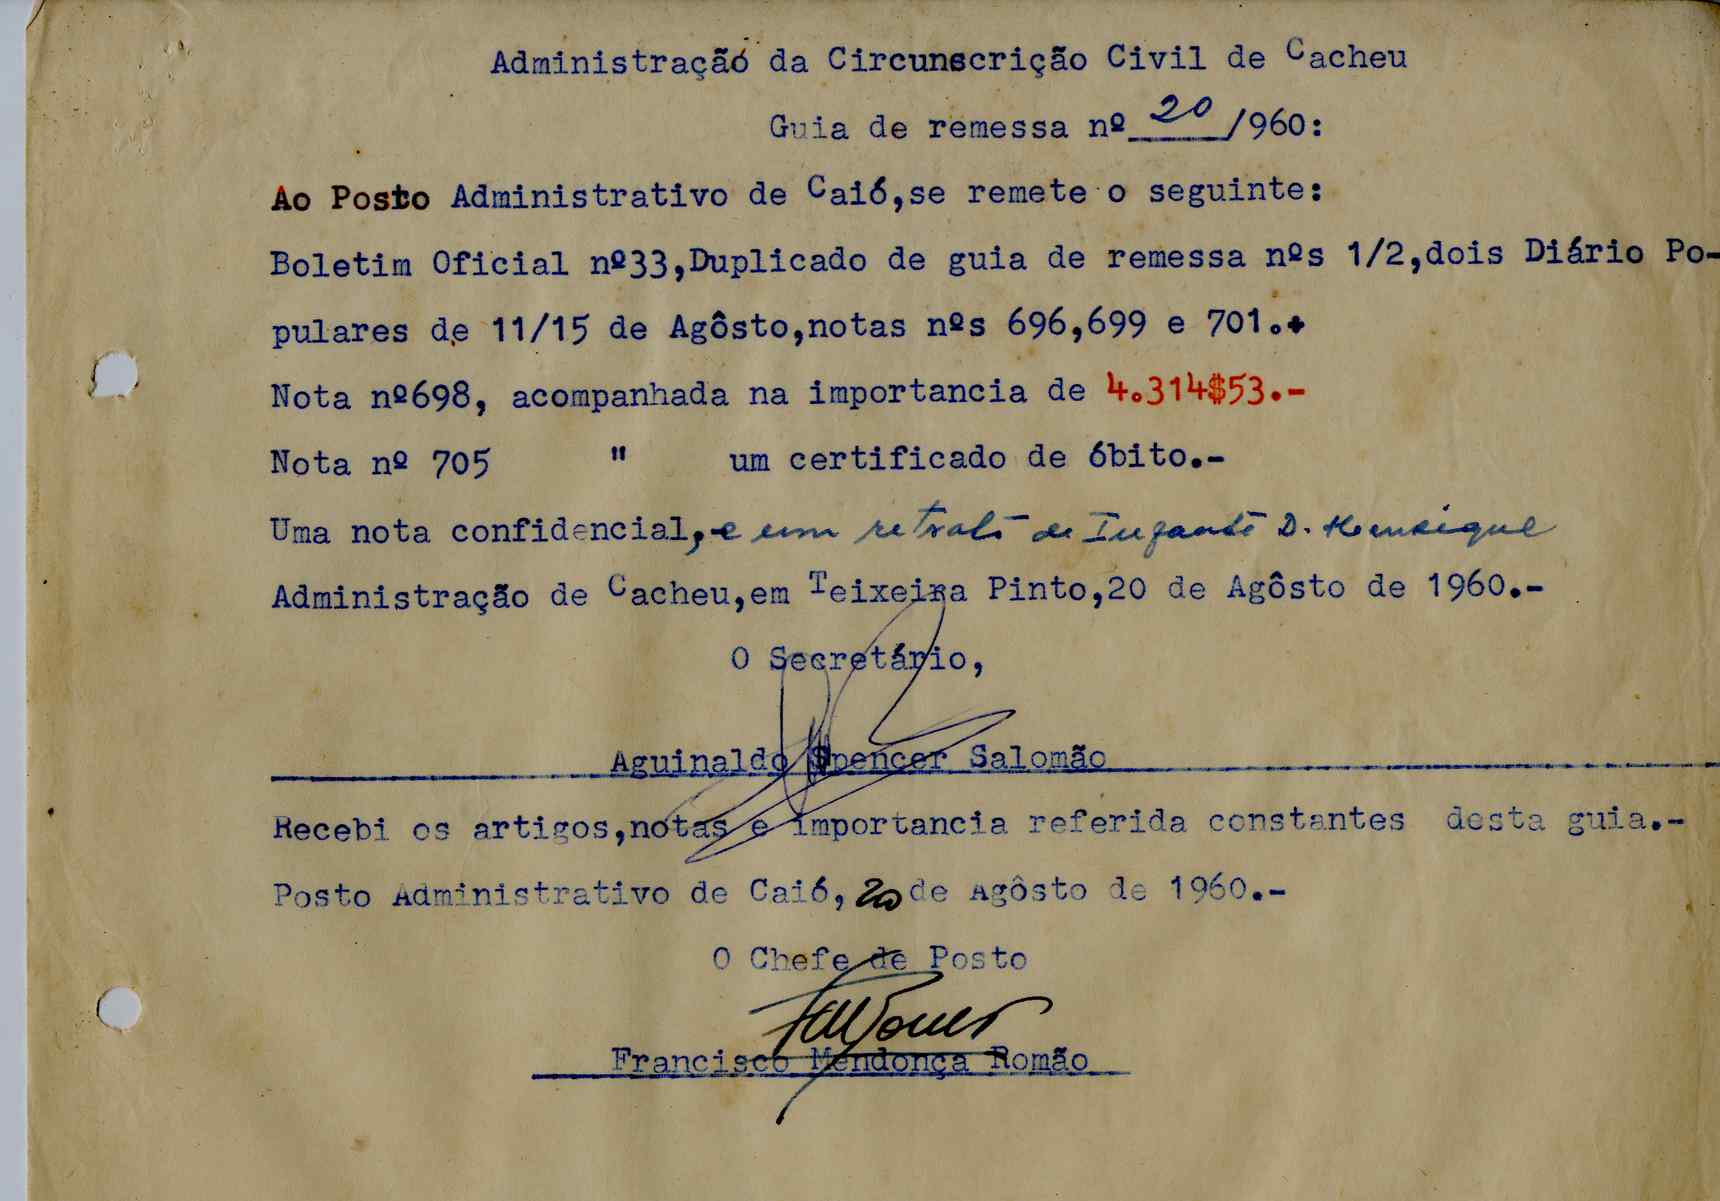 Administração da Circunscrição Civil de Cacheu
Guia de remessa nº 20/960:
Ao Posto Administrativo de Caió,se remete o seguinte:
Boletim Oficial nº33,Duplicado de guia de remessa nºs 1/2,dois Diário Po-
pulares de 11/15 de Agôsto,notas nºs 696,699 e 701.+
Nota nº698, acompanhada na importancia de 4.314$53.-
Nota nº 705 " um certificado de óbito.-
Uma nota confidencial, e um retrato de Infante D. Henrique
Administração de Cacheu,em Teixeira Pinto,20 de Agôsto de 1960.-
O Secretário,
Aguinaldo Spencer Salomão
Recebi os artigos,notas e importancia referida constantes desta guia.-
Posto Administrativo de Caió, 20 de Agôsto de 1960.-
O Chefe de Posto
Francisco Mendonça Romão